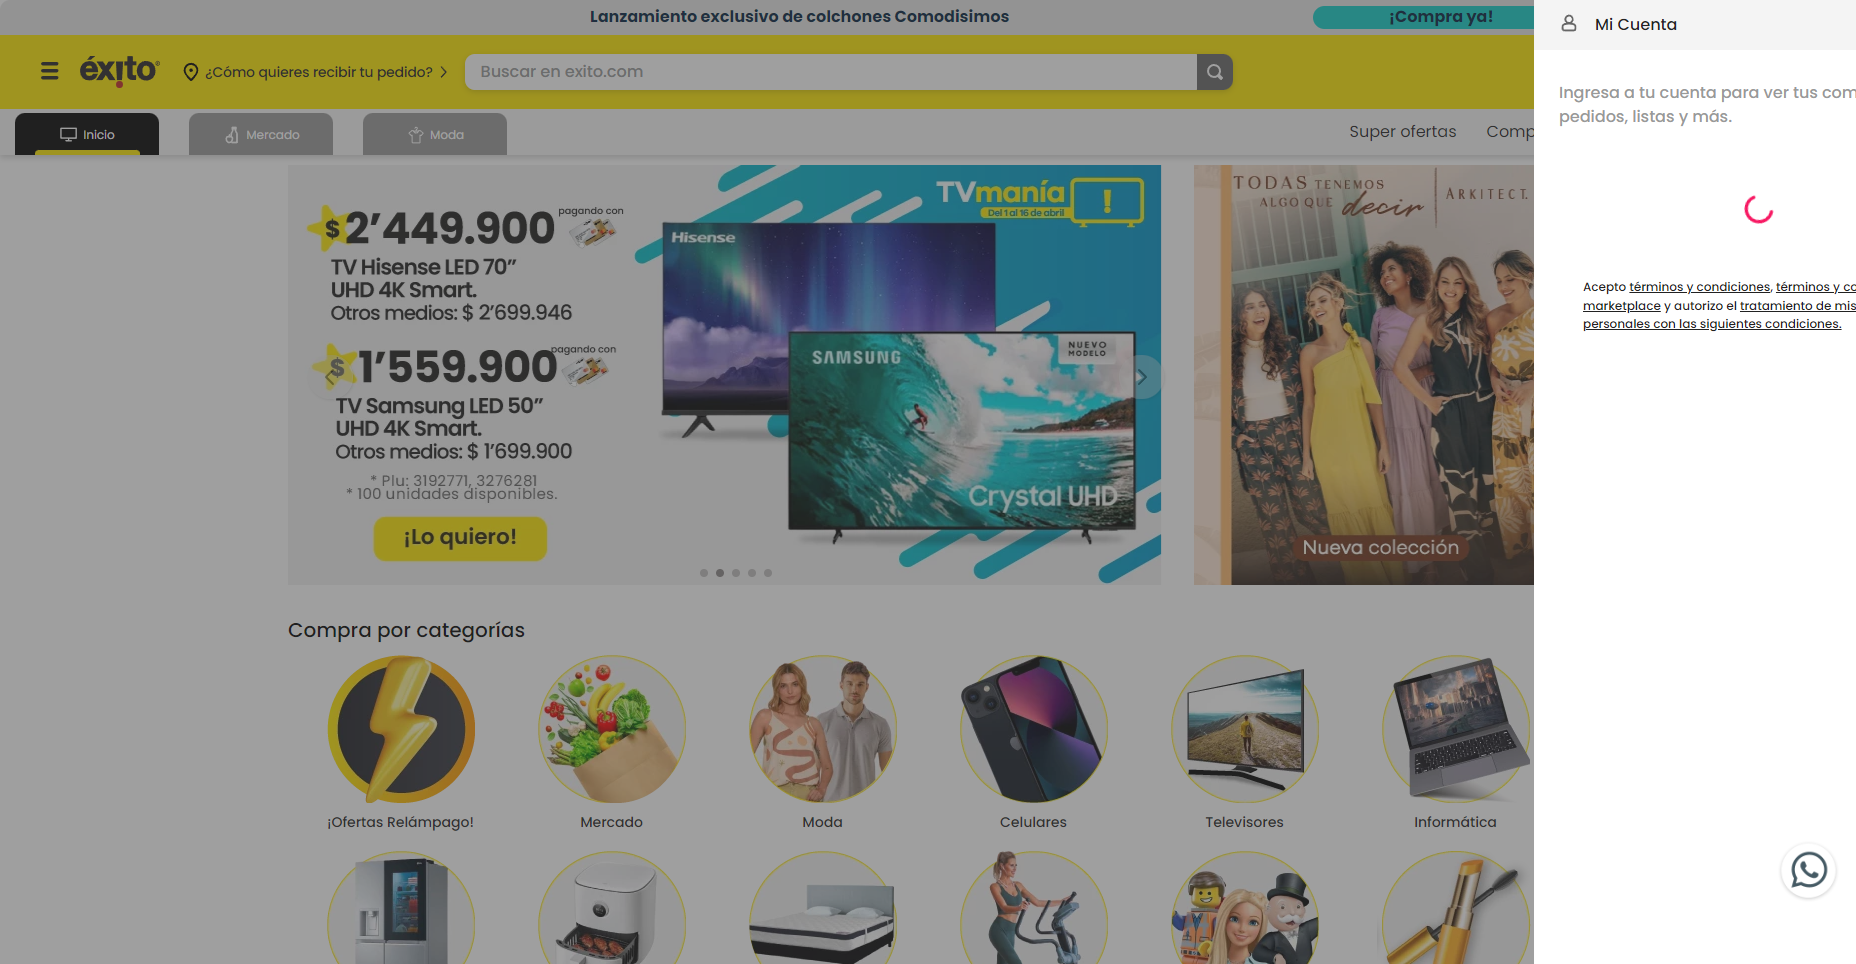 Lanzamiento exclusivo de colchones Comodisimos
¡Compra ya!
éxito
¿Cómo quieres recibir tu pedido?
Buscar en exito.com
Inicio
Mercado
Moda
Super ofertas
Comp
Mi Cuenta
Ingresa a tu cuenta para ver tus com
pedidos, listas y más.
Acepto términos y condiciones, términos y co
marketplace y autorizo el tratamiento de mis
personales con las siguientes condiciones.
$2’449.900
pagando con
TV Hisense LED 70”
UHD 4K Smart.
Otros medios: $ 2’699.946
$1’559.900
pagando con
TV Samsung LED 50”
UHD 4K Smart.
Otros medios: $ 1’699.900
* Plu: 3192771, 3276281
* 100 unidades disponibles.
¡Lo quiero!
TVmanía
Del 1 al 16 de abril
!
Hisense
SAMSUNG
NUEVO
MODELO
Crystal UHD
TODAS TENEMOS
ALGO QUE decir
ARKITECT.
Nueva colección
Compra por categorías
¡Ofertas Relámpago!
Mercado
Moda
Celulares
Televisores
Informática